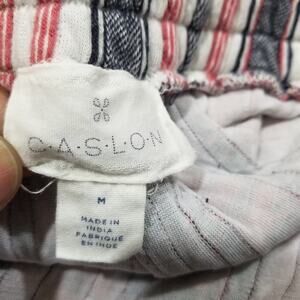 C·A·S·L·O·N
M
MADE IN
INDIA
FABRIQUÉ
EN INDE